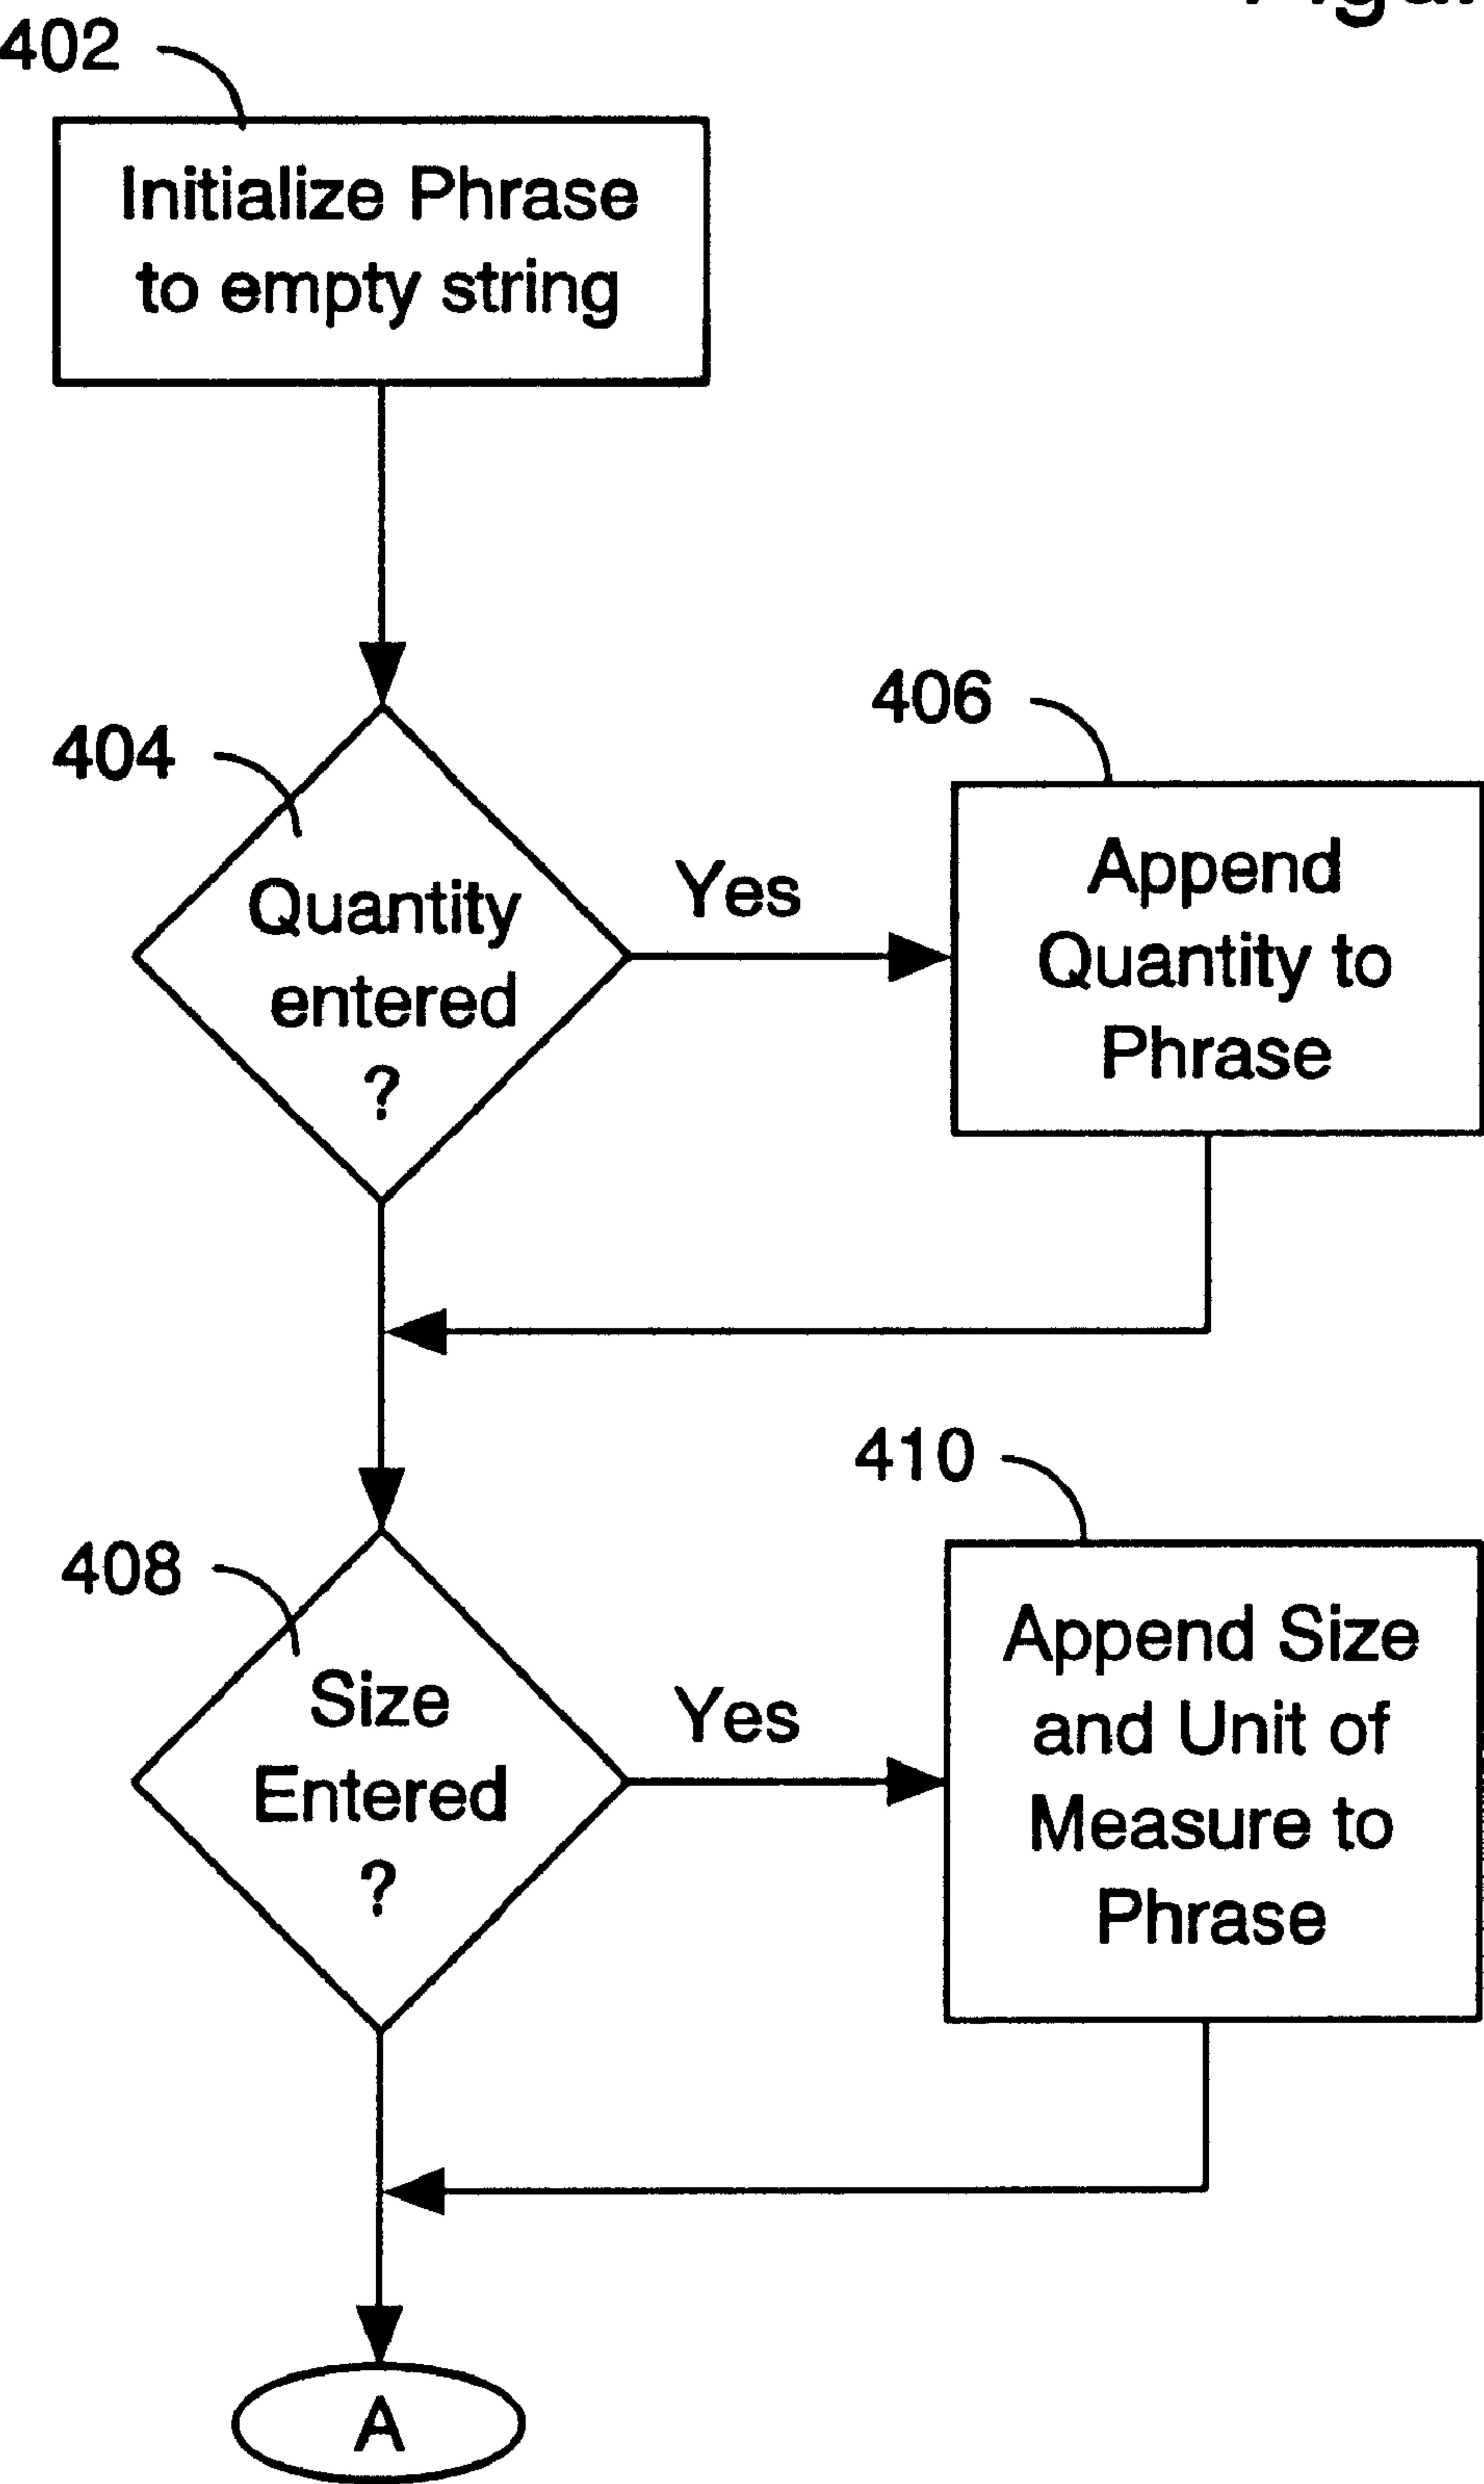 402
Initialize Phrase
to empty string
404
Quantity
entered
?
Yes
406
Append
Quantity to
Phrase
408
Size
Entered
?
Yes
410
Append Size
and Unit of
Measure to
Phrase
A